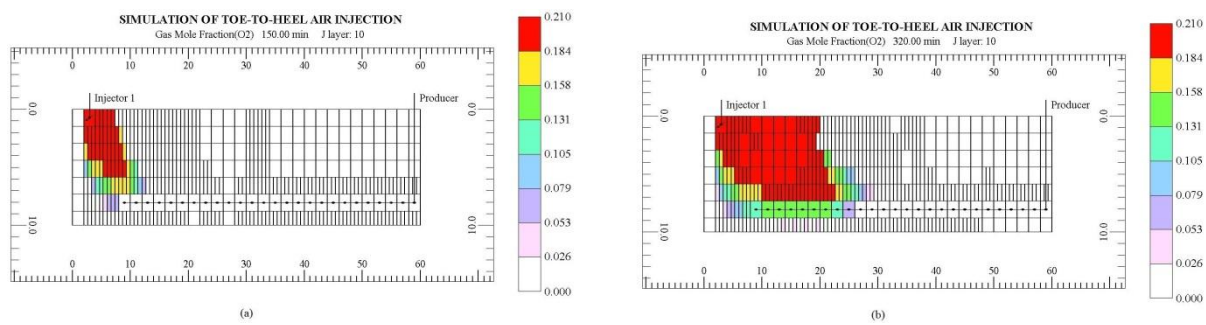 SIMULATION OF TOE-TO-HEEL AIR INJECTION
Gas Mole Fraction(O2) 150.00 min J layer: 10
0 10 20 30 40 50 60
Injector 1
Producer
0.0
0.0
10.0
10.0
0 10 20 30 40 50 60
0.210
0.184
0.158
0.131
0.105
0.079
0.053
0.026
0.000
(a)
SIMULATION OF TOE-TO-HEEL AIR INJECTION
Gas Mole Fraction(O2) 320.00 min J layer: 10
0 10 20 30 40 50 60
Injector 1
Producer
0.0
0.0
10.0
10.0
0 10 20 30 40 50 60
0.210
0.184
0.158
0.131
0.105
0.079
0.053
0.026
0.000
(b)